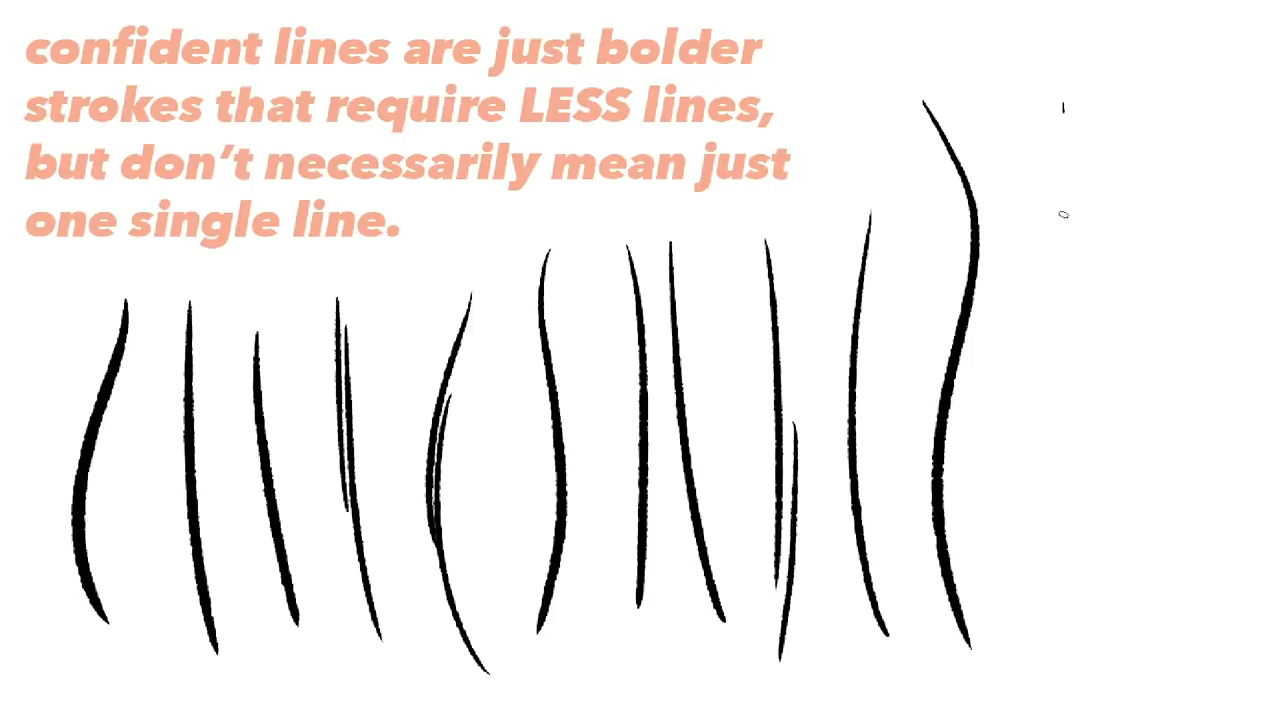 confident lines are just bolder
strokes that require LESS lines,
but don't necessarily mean just
one single line.